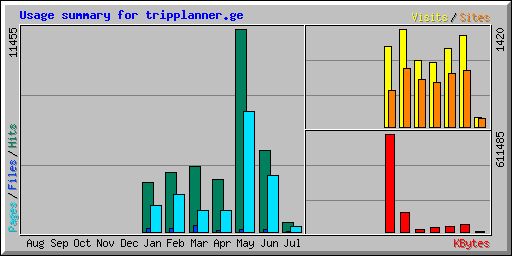 Usage summary for tripplanner.ge
Visits/Sites
11455
1420
611485
Pages/Files/Hits
Aug Sep Oct Nov Dec Jan Feb Mar Apr May Jun Jul
KBytes